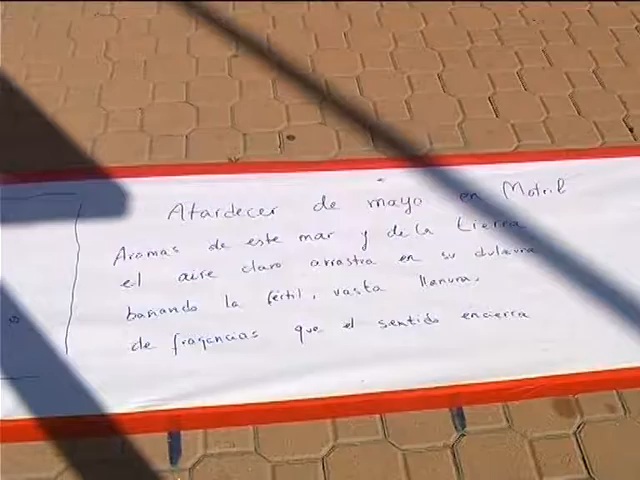 Atardecer de mayo en Motril
Aromas de este mar y de la tierra
el aire claro arrastra en su dulzura
bañando la fértil, vasta llanura,
de fragancias que el sentido encierra